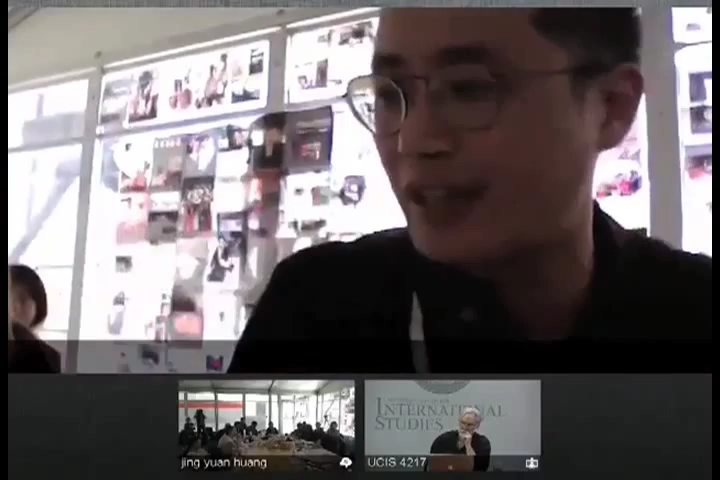 INTERNATIONAL
STUDIES
jing yuan huang
UCIS 4217